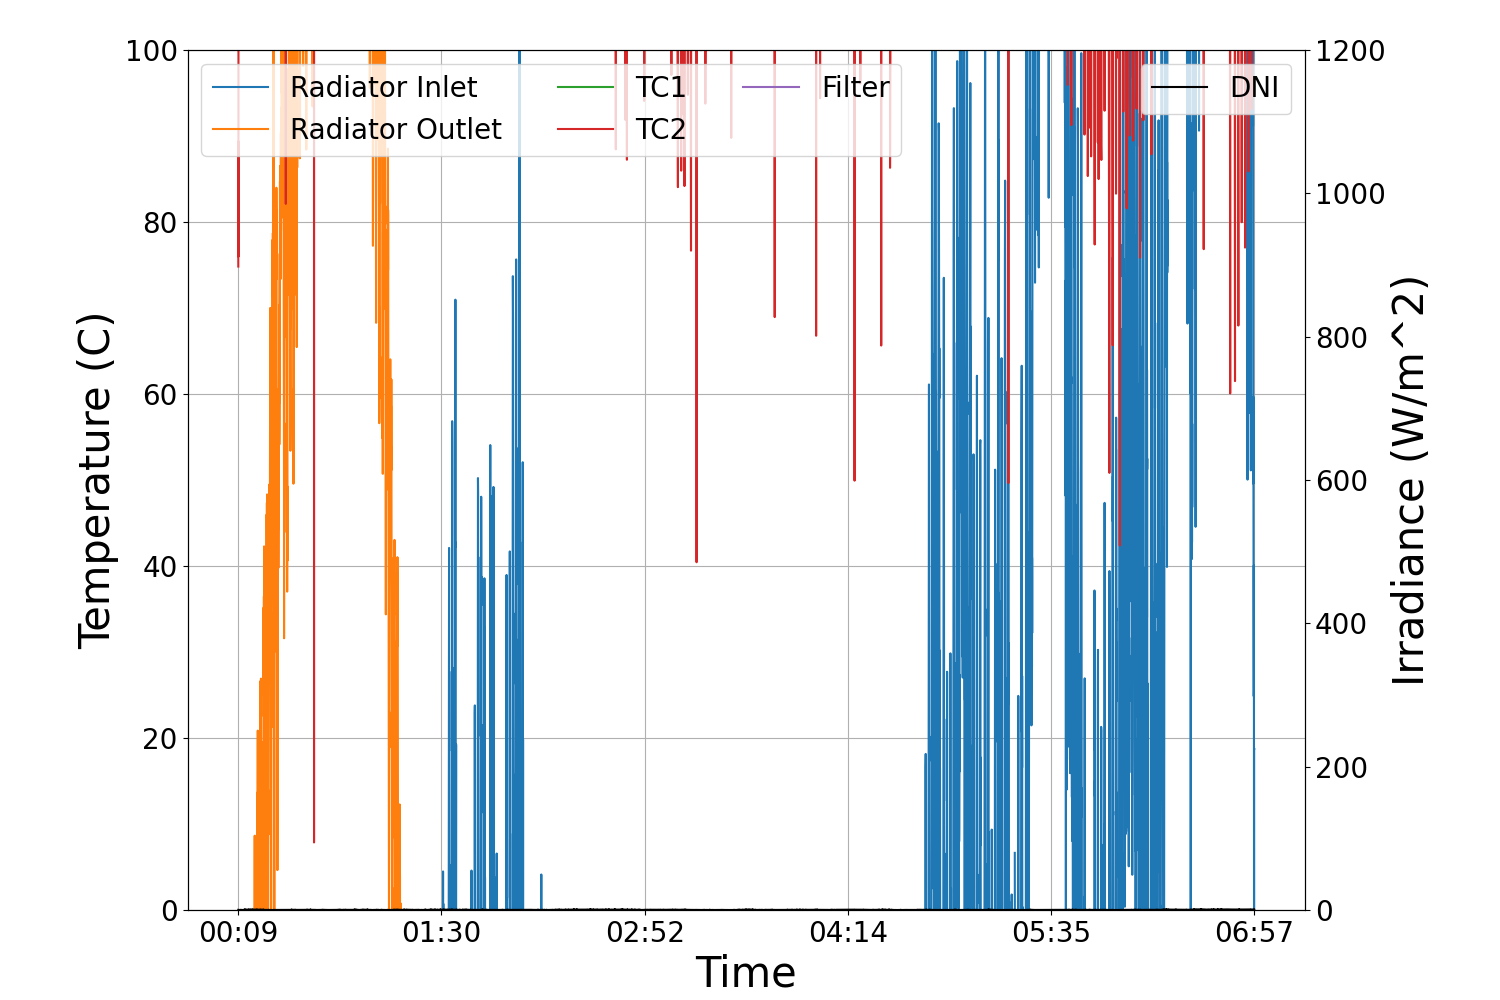 Radiator Inlet
Radiator Outlet
TC1
TC2
Filter
DNI
Temperature (C)
100
80
60
40
20
0
1200
1000
800
600
400
200
0
Irradiance (W/m^2)
00:09 01:30 02:52 04:14 05:35 06:57
Time